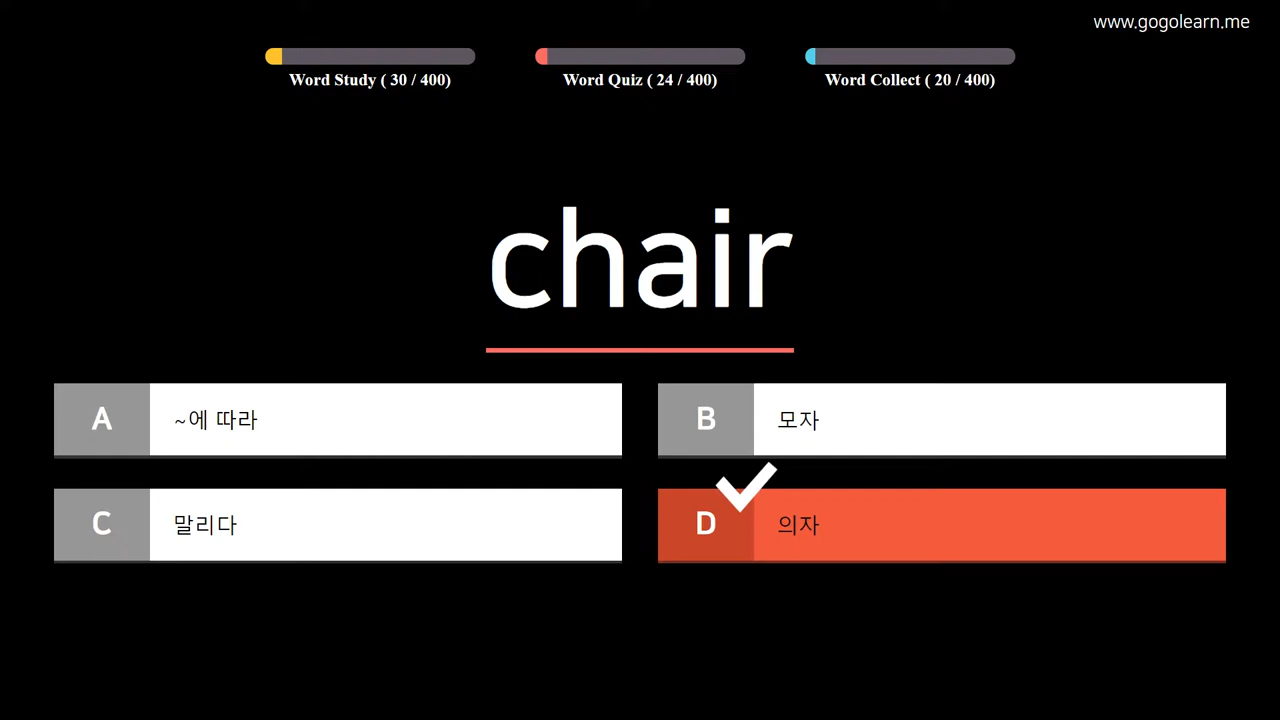 www.gogolearn.me
Word Study ( 30 / 400)
Word Quiz ( 24 / 400)
Word Collect ( 20 / 400)
chair
A ~에 따라
B 모자
C 말리다
D 의자